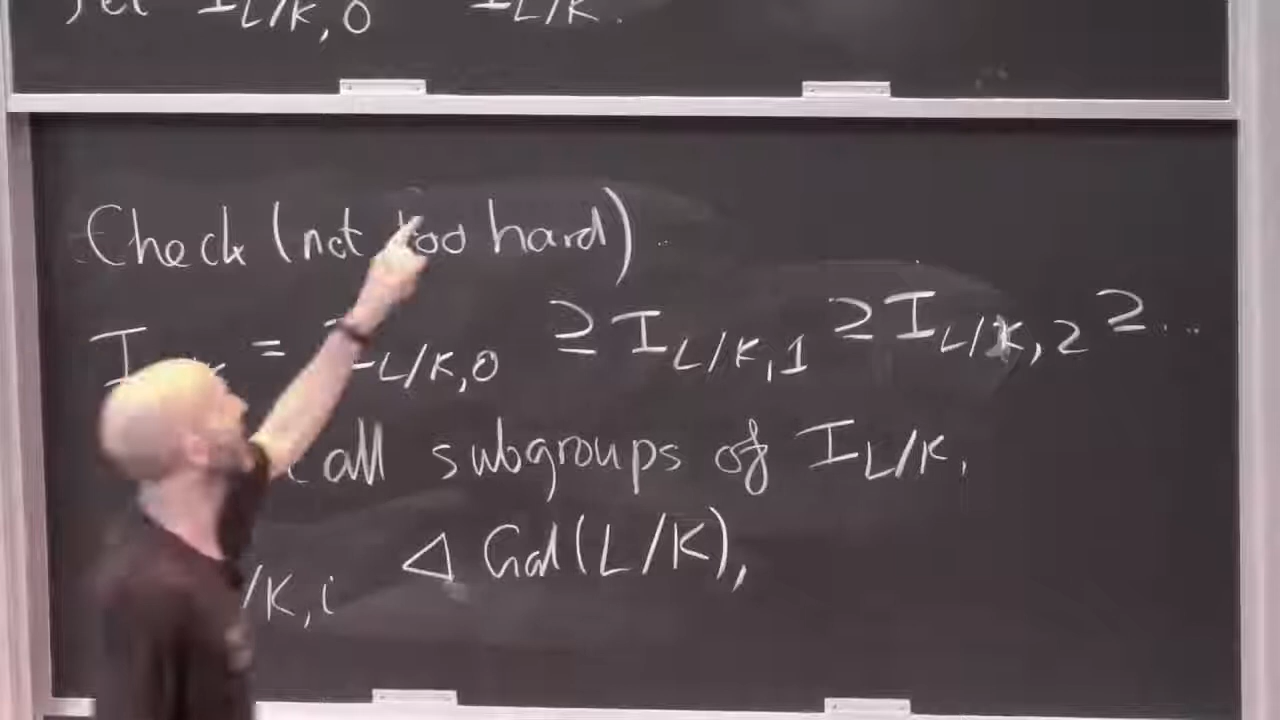 I_{L/K,0} I_{L/K}.
Check (not too hard).
I = I_{L/K,0} ⊇ I_{L/K,1} ⊇ I_{L/K,2} ⊇ ...
all subgroups of I_{L/K},
/K,i ⊲ Gal(L/K),